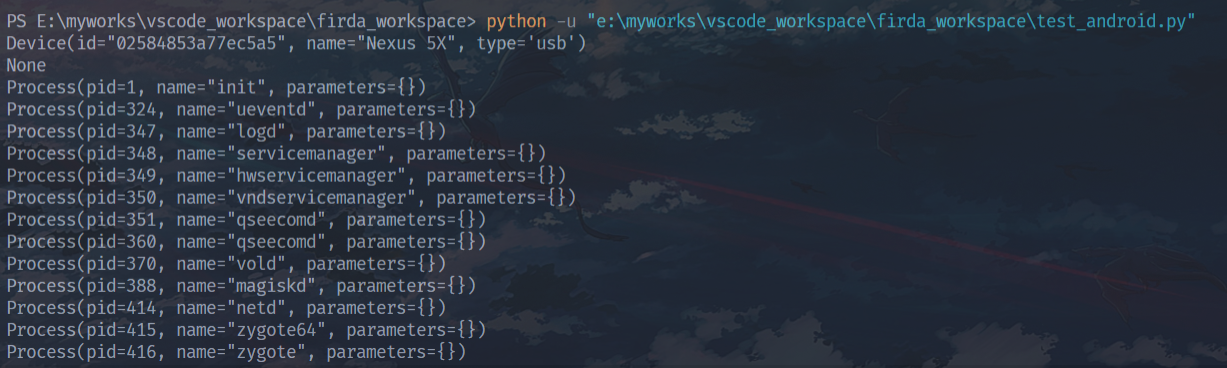 PS E:\myworks\vscode_workspace\firda_workspace> python -u "e:\myworks\vscode_workspace\firda_workspace\test_android.py"
Device(id="02584853a77ec5a5", name="Nexus 5X", type='usb')
None
Process(pid=1, name="init", parameters={})
Process(pid=324, name="ueventd", parameters={})
Process(pid=347, name="logd", parameters={})
Process(pid=348, name="servicemanager", parameters={})
Process(pid=349, name="hwservicemanager", parameters={})
Process(pid=350, name="vndservicemanager", parameters={})
Process(pid=351, name="qseecomd", parameters={})
Process(pid=360, name="qseecomd", parameters={})
Process(pid=370, name="vold", parameters={})
Process(pid=388, name="magiskd", parameters={})
Process(pid=414, name="netd", parameters={})
Process(pid=415, name="zygote64", parameters={})
Process(pid=416, name="zygote", parameters={})